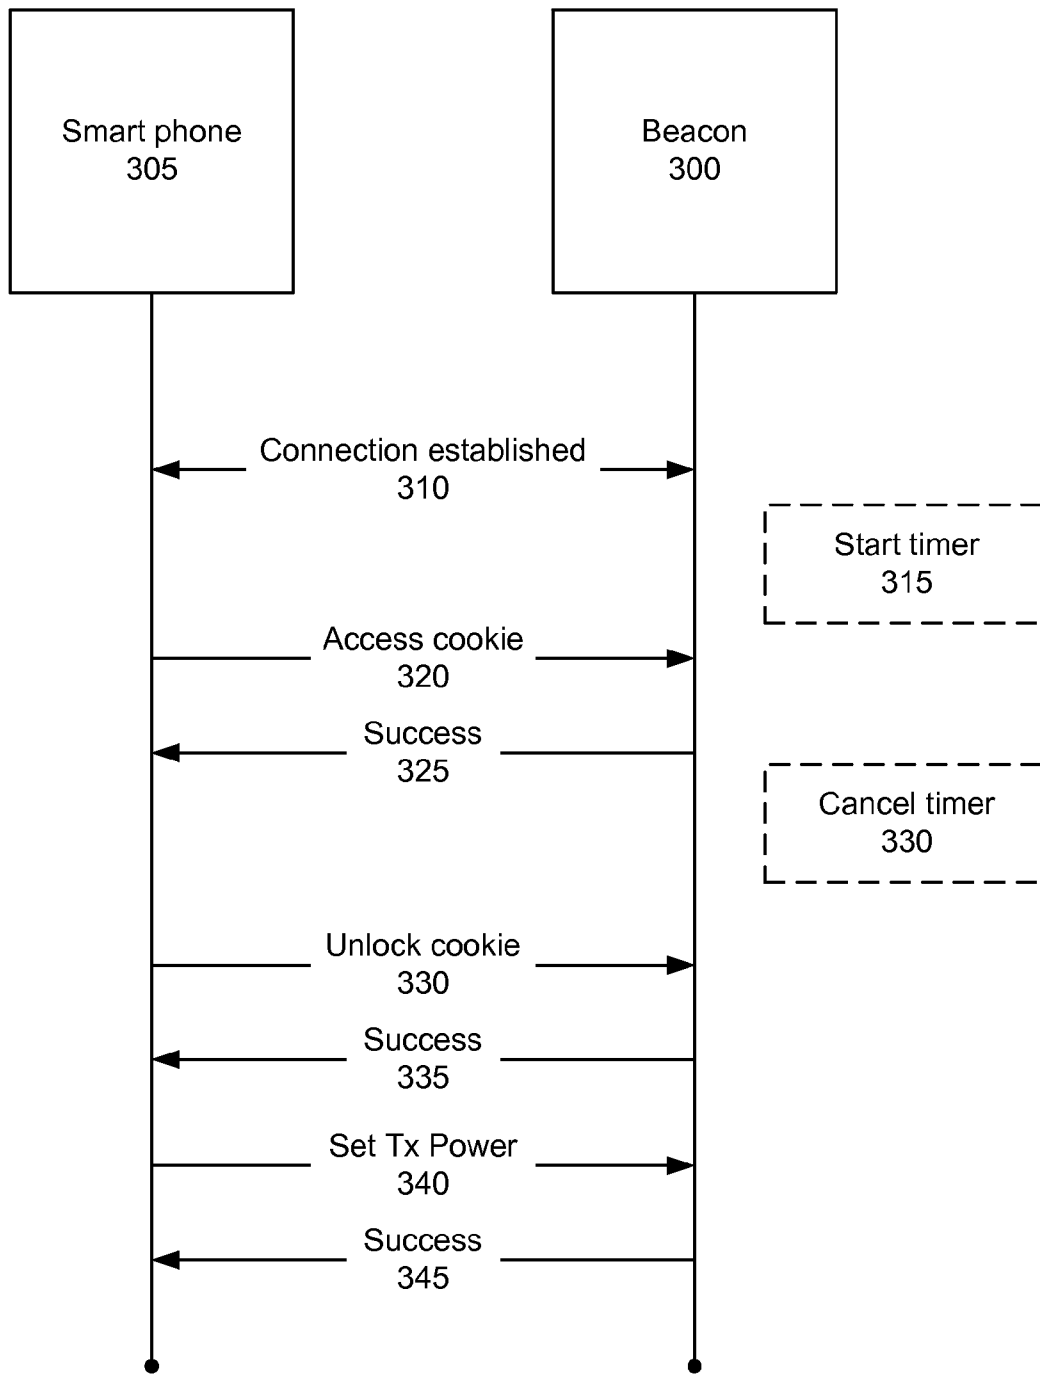 Smart phone
305
Beacon
300
Connection established
310
Start timer
315
Access cookie
320
Success
325
Cancel timer
330
Unlock cookie
330
Success
335
Set Tx Power
340
Success
345